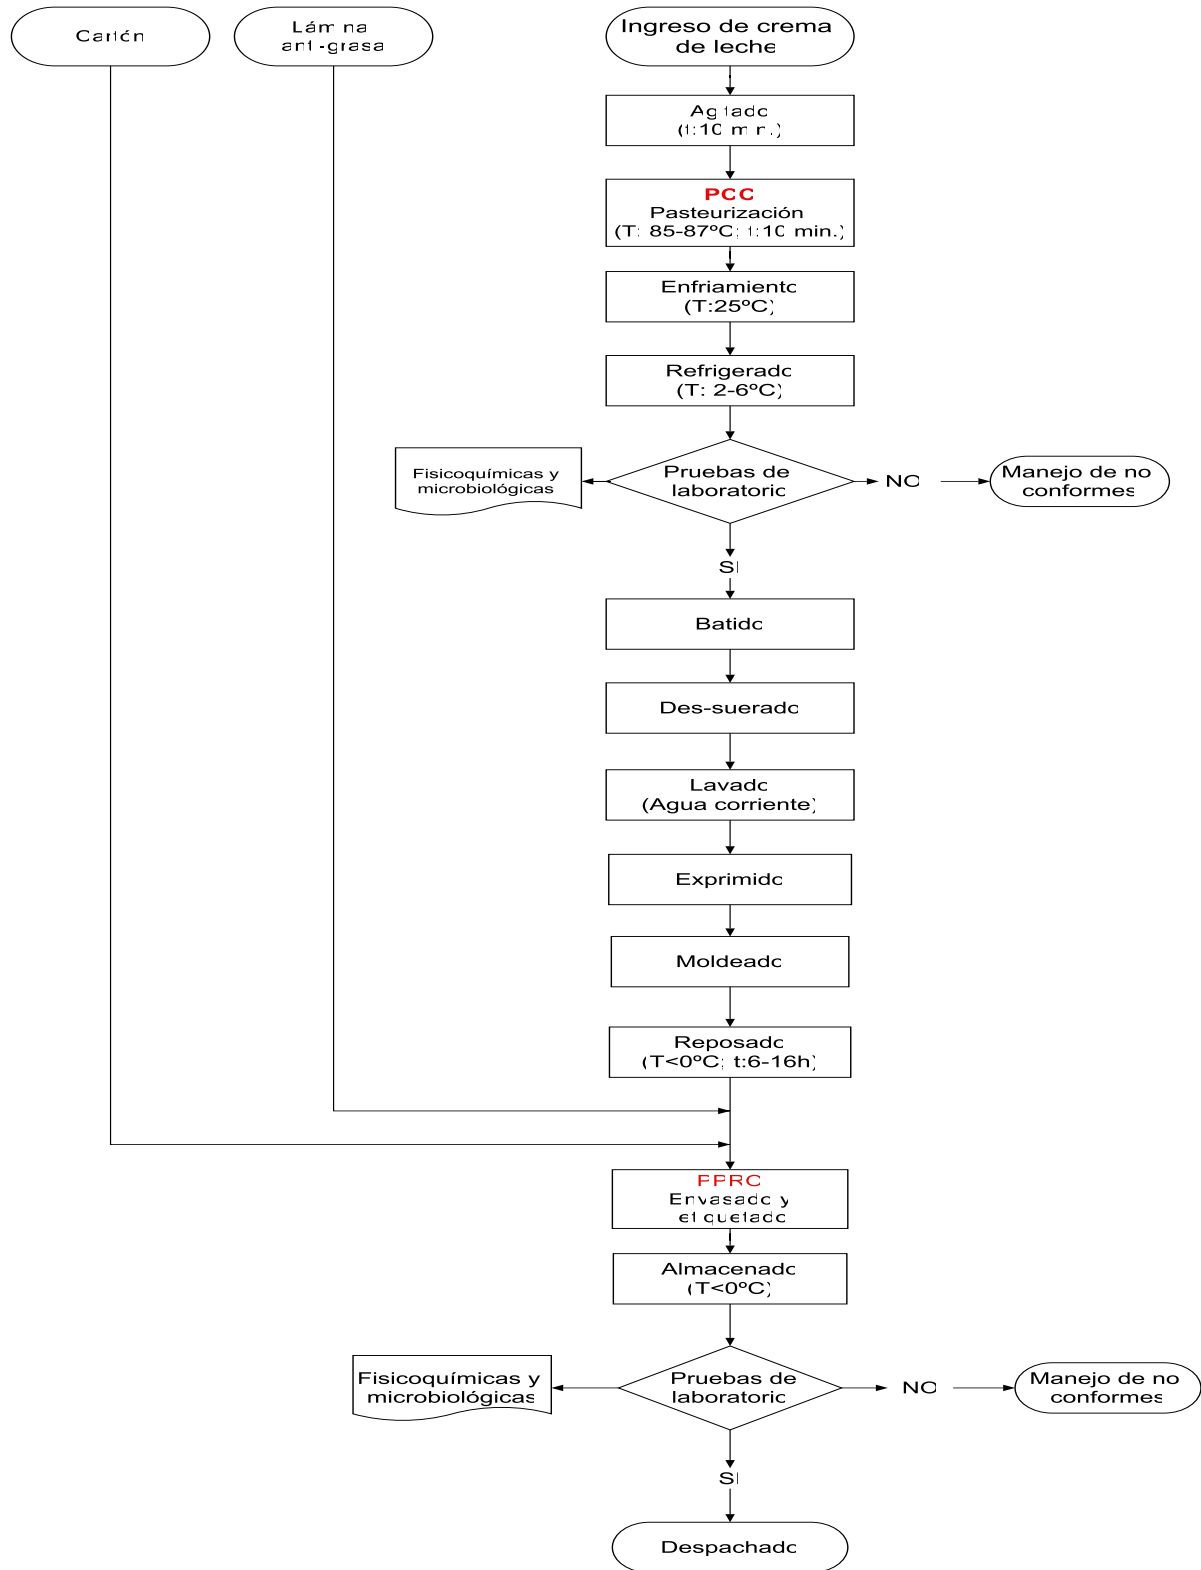 Cartón
Lámina
anti-grasa
Ingreso de crema
de leche
Agitado
(t:10 min.)
PCC
Pasteurización
(T: 85-87ºC; t:10 min.)
Enfriamiento
(T:25ºC)
Refrigerado
(T: 2-6ºC)
Fisicoquímicas y
microbiológicas
Pruebas de
laboratorio
NO
Manejo de no
conformes
SI
Batido
Des-suerado
Lavado
(Agua corriente)
Exprimido
Moldeado
Reposado
(T<0ºC; t:6-16h)
PPRO
Envasado y
etiquetado
Almacenado
(T<0ºC)
Fisicoquímicas y
microbiológicas
Pruebas de
laboratorio
NO
Manejo de no
conformes
SI
Despachado